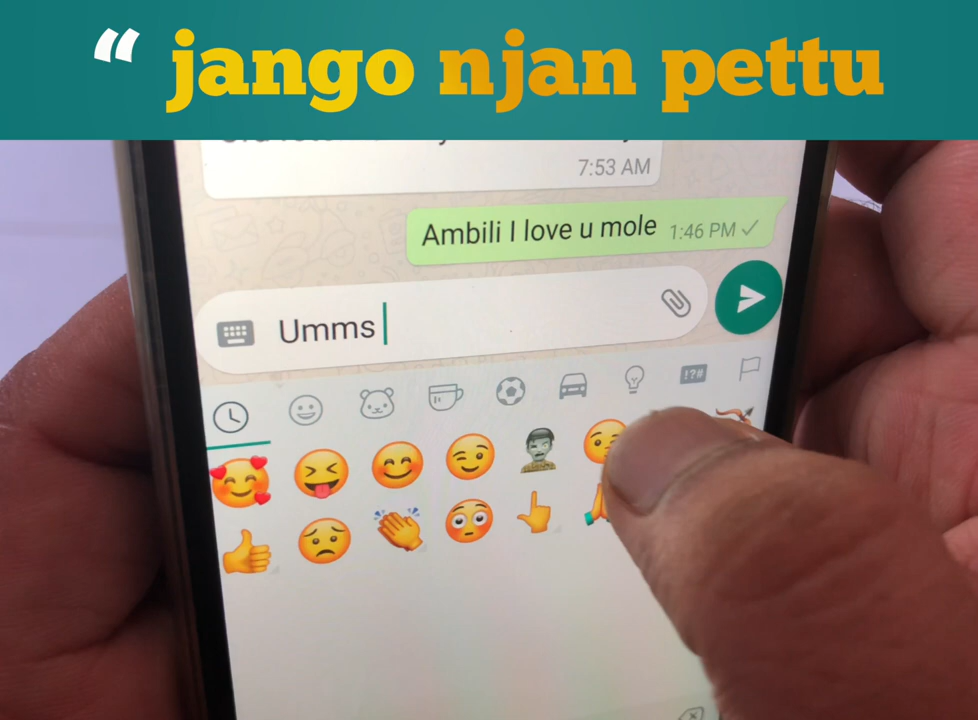 “ jango njan pettu
7:53 AM
Ambili I love u mole 1:46 PM
Umms
!?#